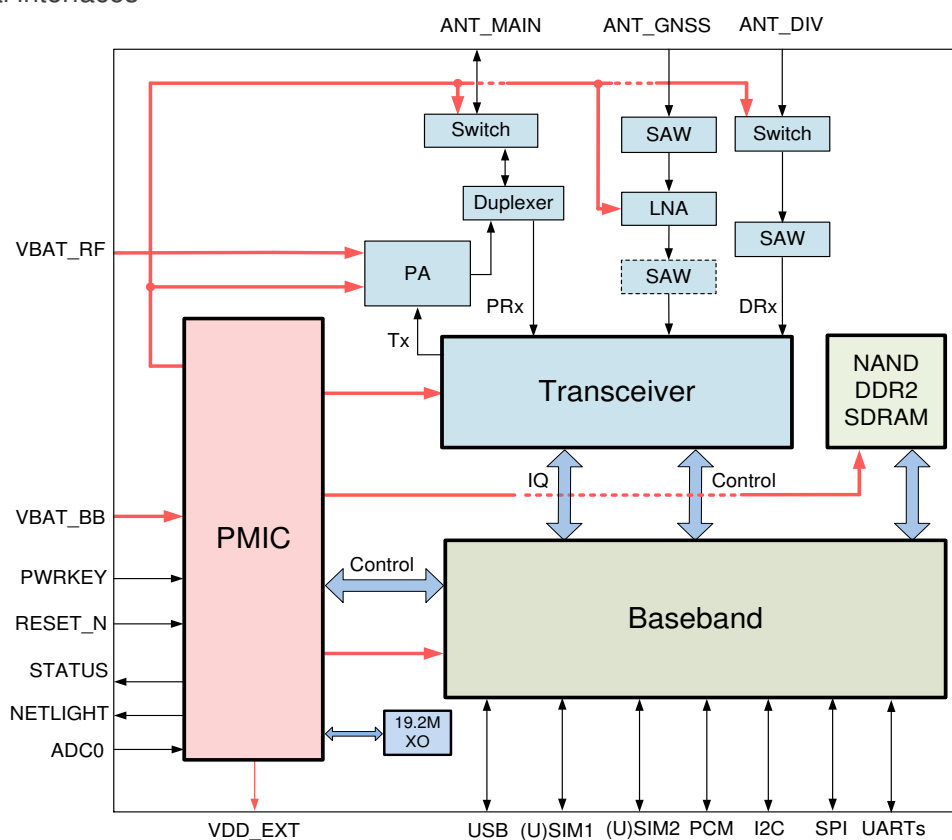 ANT_MAIN
ANT_GNSS
ANT_DIV
Switch
SAW
Switch
Duplexer
LNA
SAW
VBAT_RF
PA
SAW
PRx
DRx
Tx
Transceiver
NAND
DDR2
SDRAM
IQ
Control
VBAT_BB
PMIC
Control
PWRKEY
RESET_N
Baseband
STATUS
NETLIGHT
19.2M
XO
ADC0
VDD_EXT
USB
(U)SIM1
(U)SIM2
PCM
I2C
SPI
UARTs